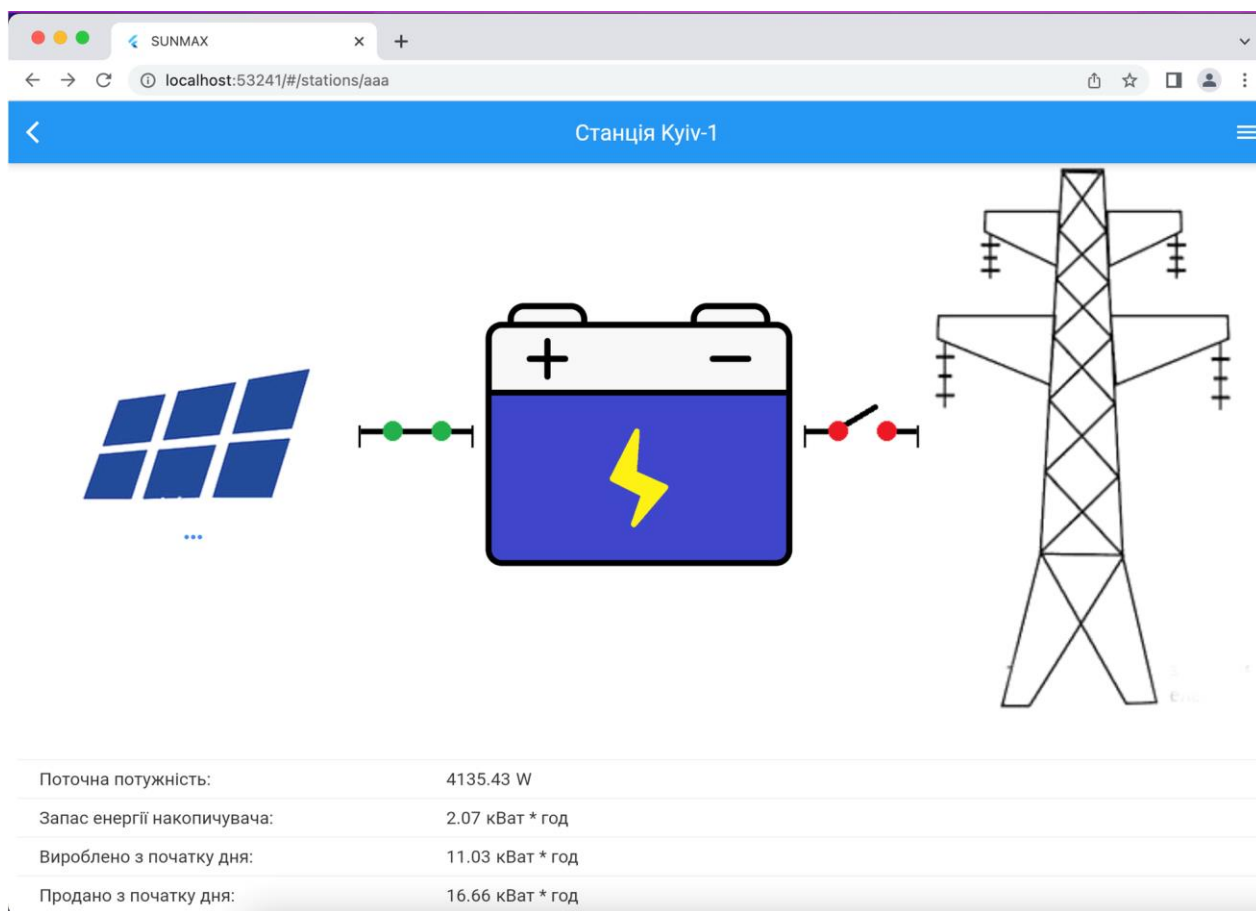 SUNMAX
localhost:53241/#/stations/aaa
Станція Kyiv-1
Поточна потужність: 4135.43 W
Запас енергії накопичувача: 2.07 кВат * год
Вироблено з початку дня: 11.03 кВат * год
Продано з початку дня: 16.66 кВат * год